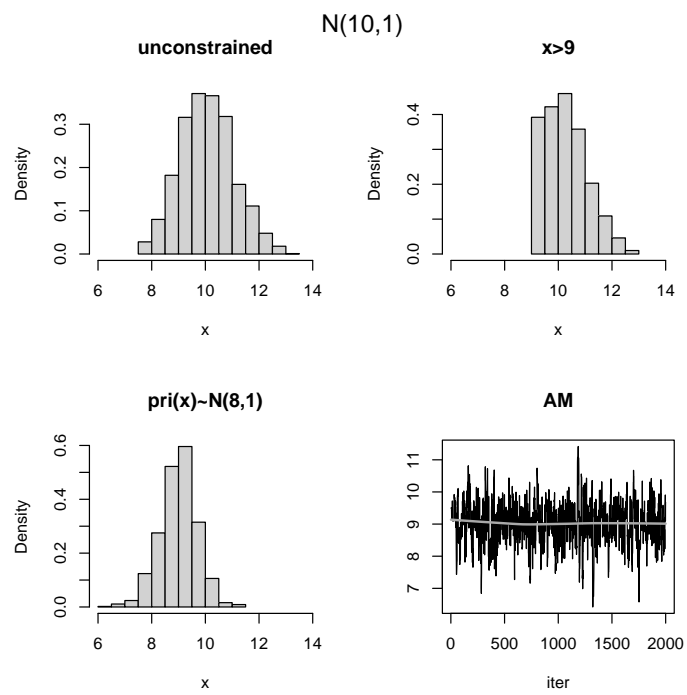 N(10,1)
unconstrained
x>9
Density
0.0 0.1 0.2 0.3
6 8 10 12 14
x
Density
0.0 0.2 0.4
6 8 10 12 14
x
pri(x)~N(8,1)
AM
Density
0.0 0.2 0.4 0.6
6 8 10 12 14
x
7 8 9 10 11
0 500 1000 1500 2000
iter